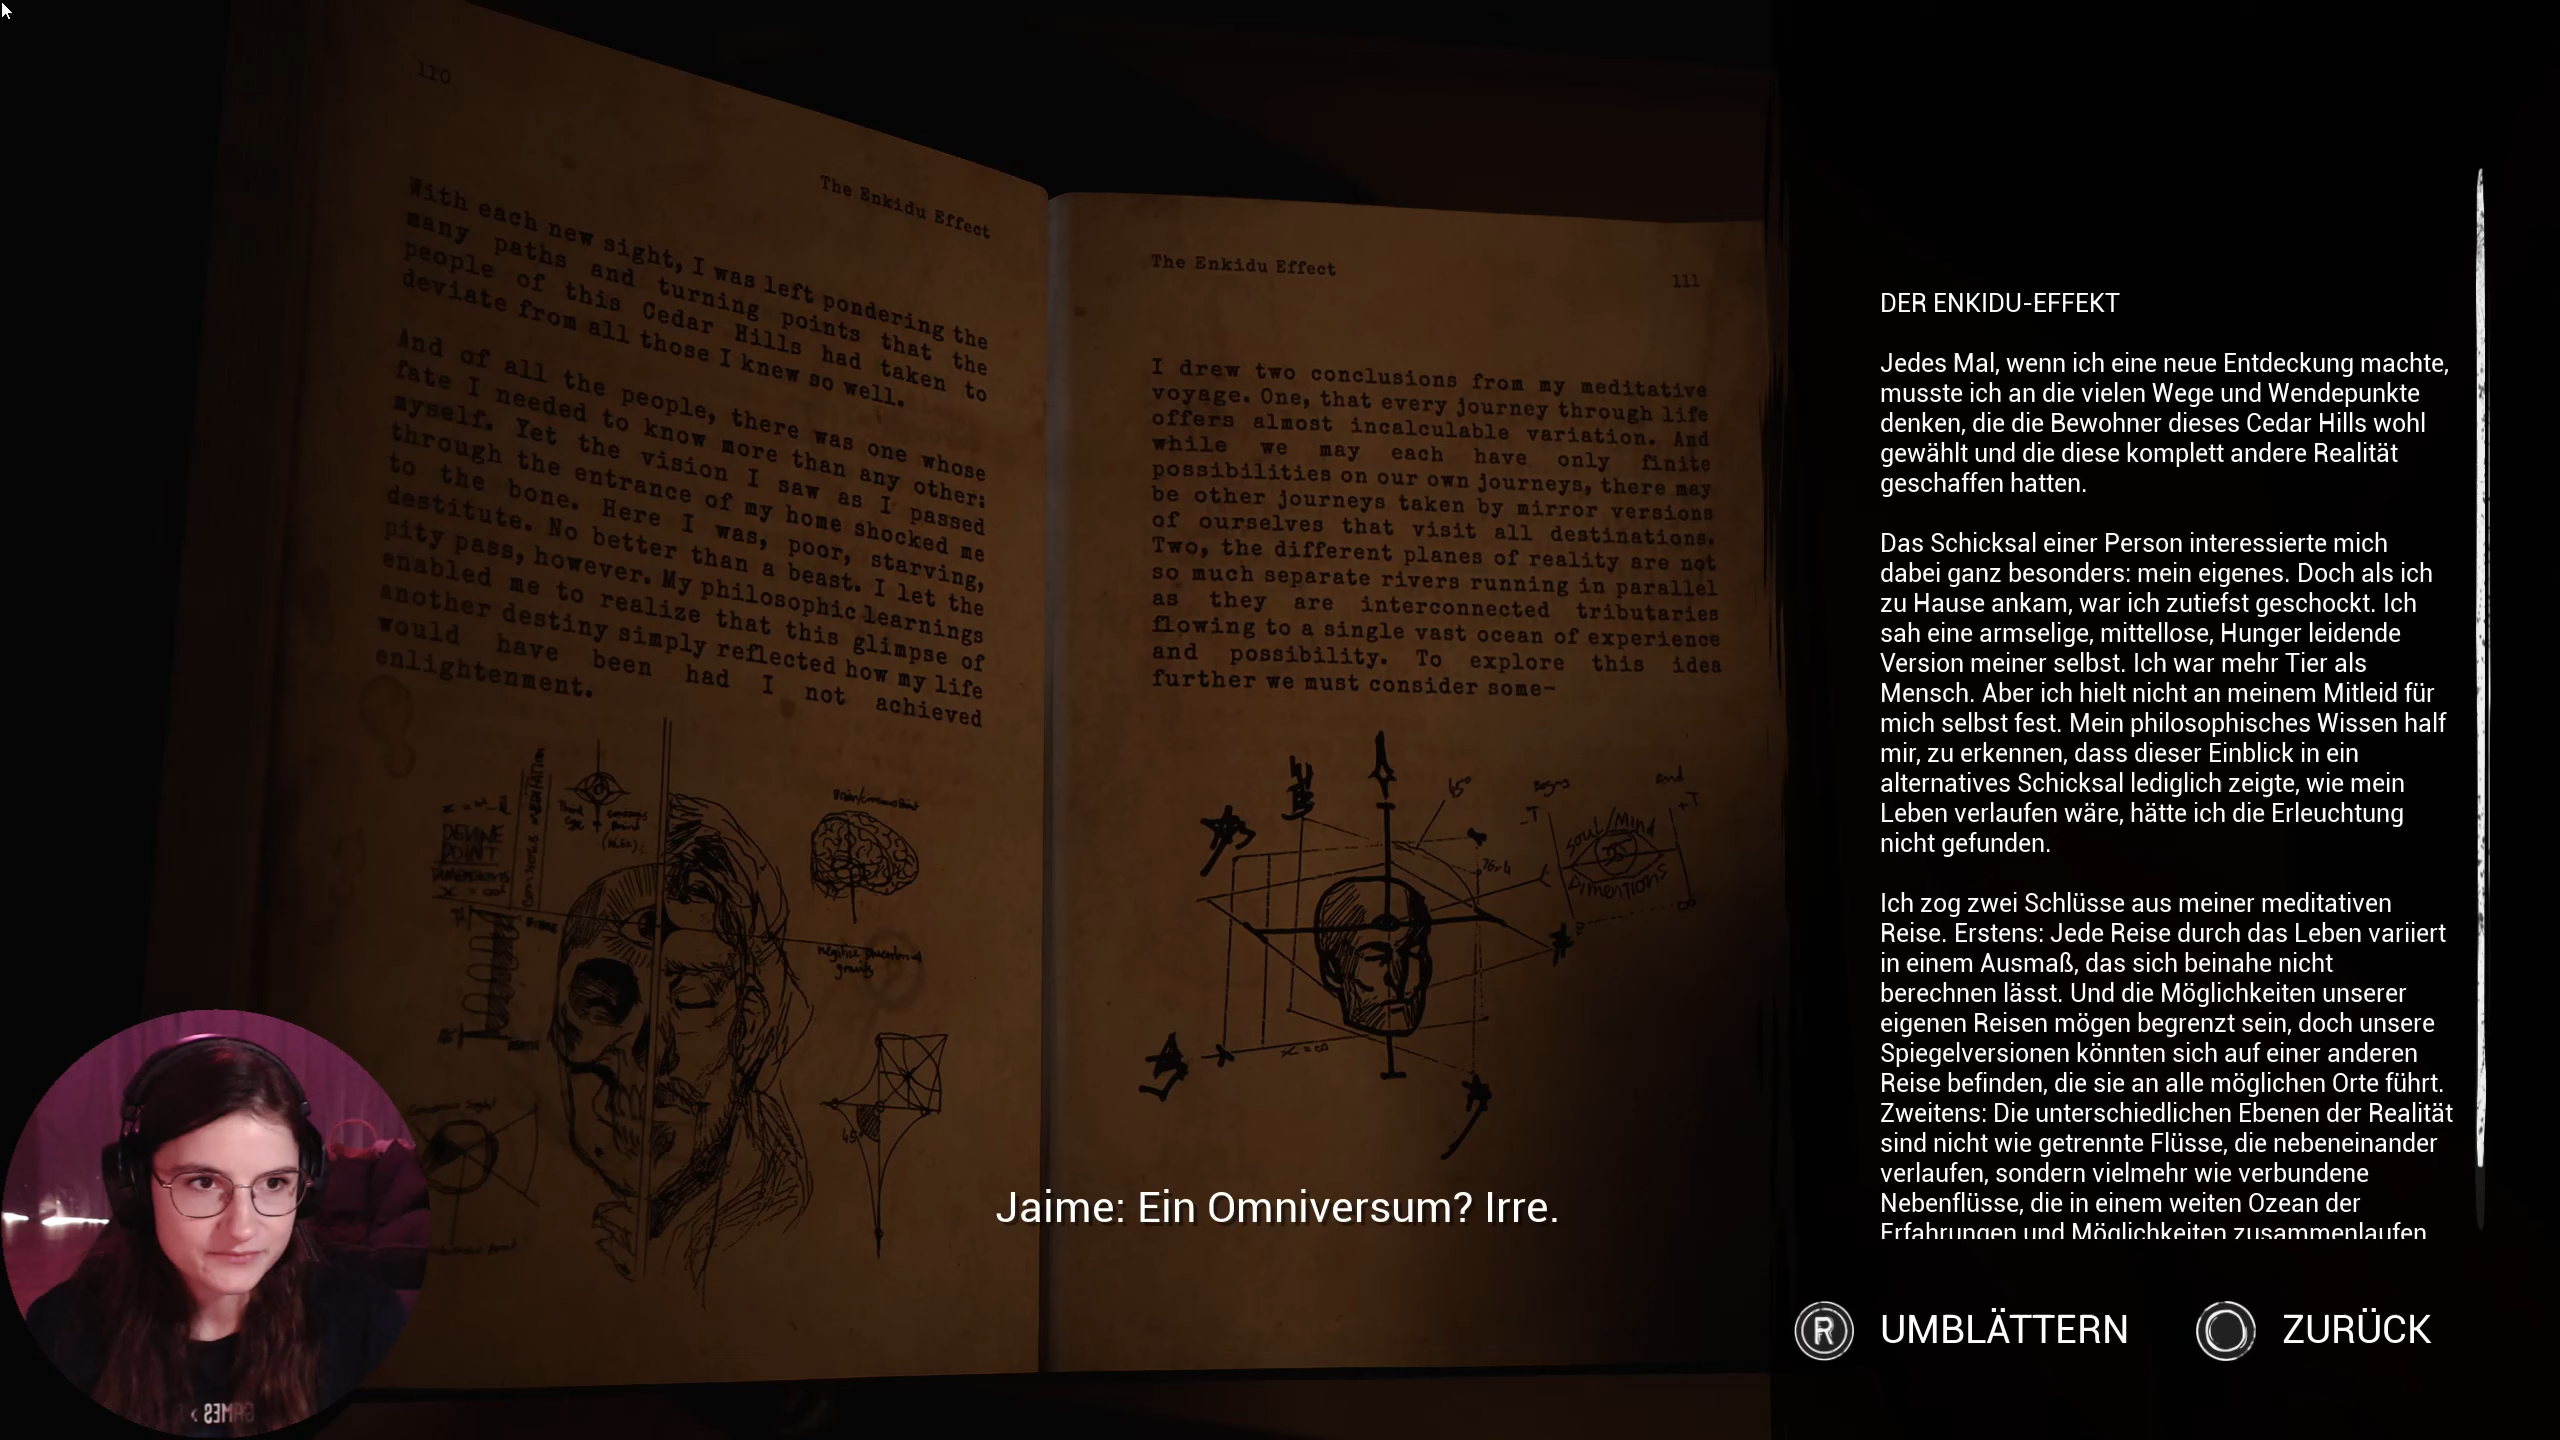 110
The Enkidu Effect
With each new sight, I was left pondering the
many paths and turning points that the
people of this Cedar Hills had taken to
deviate from all those I knew so well.
And of all the people, there was one whose
fate I needed to know more than any other:
myself. Yet the vision I saw as I passed
through the entrance of my home shocked me
to the bone. Here I was, poor, starving,
destitute. No better than a beast. I let the
pity pass, however. My philosophic learnings
enabled me to realize that this glimpse of
another destiny simply reflected how my life
would have been had I not achieved
enlightenment.
DEVINE
POINT
DIMENSIONS
x = ∞
negitive
gravity
45
The Enkidu Effect
111
I drew two conclusions from my meditative
voyage. One, that every journey through life
offers almost incalculable variation. And
while we may each have only finite
possibilities on our own journeys, there may
be other journeys taken by mirror versions
of ourselves that visit all destinations.
Two, the different planes of reality are not
so much separate rivers running in parallel
as they are interconnected tributaries
flowing to a single vast ocean of experience
and possibility. To explore this idea
further we must consider some-
45°
-T
and
+T
Soul/Mind
Dimentions
x = ∞
Jaime: Ein Omniversum? Irre.
DER ENKIDU-EFFEKT
Jedes Mal, wenn ich eine neue Entdeckung machte,
musste ich an die vielen Wege und Wendepunkte
denken, die die Bewohner dieses Cedar Hills wohl
gewählt und die diese komplett andere Realität
geschaffen hatten.
Das Schicksal einer Person interessierte mich
dabei ganz besonders: mein eigenes. Doch als ich
zu Hause ankam, war ich zutiefst geschockt. Ich
sah eine armselige, mittellose, Hunger leidende
Version meiner selbst. Ich war mehr Tier als
Mensch. Aber ich hielt nicht an meinem Mitleid für
mich selbst fest. Mein philosophisches Wissen half
mir, zu erkennen, dass dieser Einblick in ein
alternatives Schicksal lediglich zeigte, wie mein
Leben verlaufen wäre, hätte ich die Erleuchtung
nicht gefunden.
Ich zog zwei Schlüsse aus meiner meditativen
Reise. Erstens: Jede Reise durch das Leben variiert
in einem Ausmaß, das sich beinahe nicht
berechnen lässt. Und die Möglichkeiten unserer
eigenen Reisen mögen begrenzt sein, doch unsere
Spiegelversionen könnten sich auf einer anderen
Reise befinden, die sie an alle möglichen Orte führt.
Zweitens: Die unterschiedlichen Ebenen der Realität
sind nicht wie getrennte Flüsse, die nebeneinander
verlaufen, sondern vielmehr wie verbundene
Nebenflüsse, die in einem weiten Ozean der
Erfahrungen und Möglichkeiten zusammenlaufen
R UMBLÄTTERN
ZURÜCK
GAMES